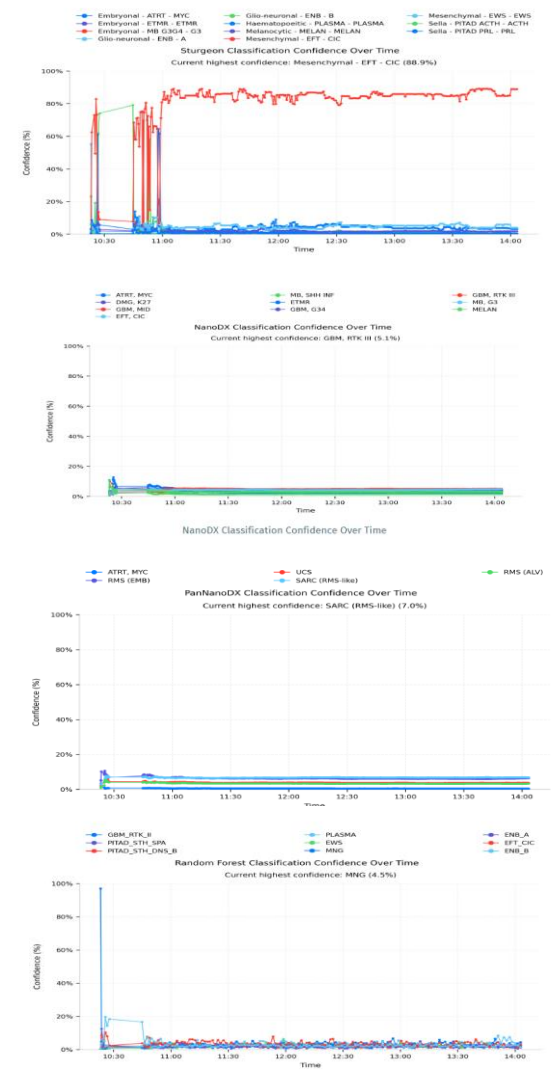 Embryonal - ATRT - MYC Glio-neuronal - ENB - B Mesenchymal - EWS - EWS
Embryonal - ETMR - ETMR Haematopoeitic - PLASMA - PLASMA Sella - PITAD ACTH - ACTH
Embryonal - MB G3G4 - G3 Melanocytic - MELAN - MELAN Sella - PITAD PRL - PRL
Glio-neuronal - ENB - A Mesenchymal - EFT - CIC
Sturgeon Classification Confidence Over Time
Current highest confidence: Mesenchymal - EFT - CIC (88.9%)
100%
80%
60%
40%
20%
0%
Confidence (%)
10:30 11:00 11:30 12:00 12:30 13:00 13:30 14:00
Time
ATRT, MYC MB, SHH INF GBM, RTK III
DMG, K27 ETMR MB, G3
GBM, MID GBM, G34 MELAN
EFT, CIC
NanoDX Classification Confidence Over Time
Current highest confidence: GBM, RTK III (5.1%)
100%
80%
60%
40%
20%
0%
Confidence (%)
10:30 11:00 11:30 12:00 12:30 13:00 13:30 14:00
Time
NanoDX Classification Confidence Over Time
ATRT, MYC UCS RMS (ALV)
RMS (EMB) SARC (RMS-like)
PanNanoDX Classification Confidence Over Time
Current highest confidence: SARC (RMS-like) (7.0%)
100%
80%
60%
40%
20%
0%
Confidence (%)
10:30 11:00 11:30 12:00 12:30 13:00 13:30 14:00
Time
GBM_RTK_II PLASMA ENB_A
PITAD_STH_SPA EWS EFT_CIC
PITAD_STH_DNS_B MNG ENB_B
Random Forest Classification Confidence Over Time
Current highest confidence: MNG (4.5%)
100%
80%
60%
40%
20%
0%
Confidence (%)
10:30 11:00 11:30 12:00 12:30 13:00 13:30 14:00
Time